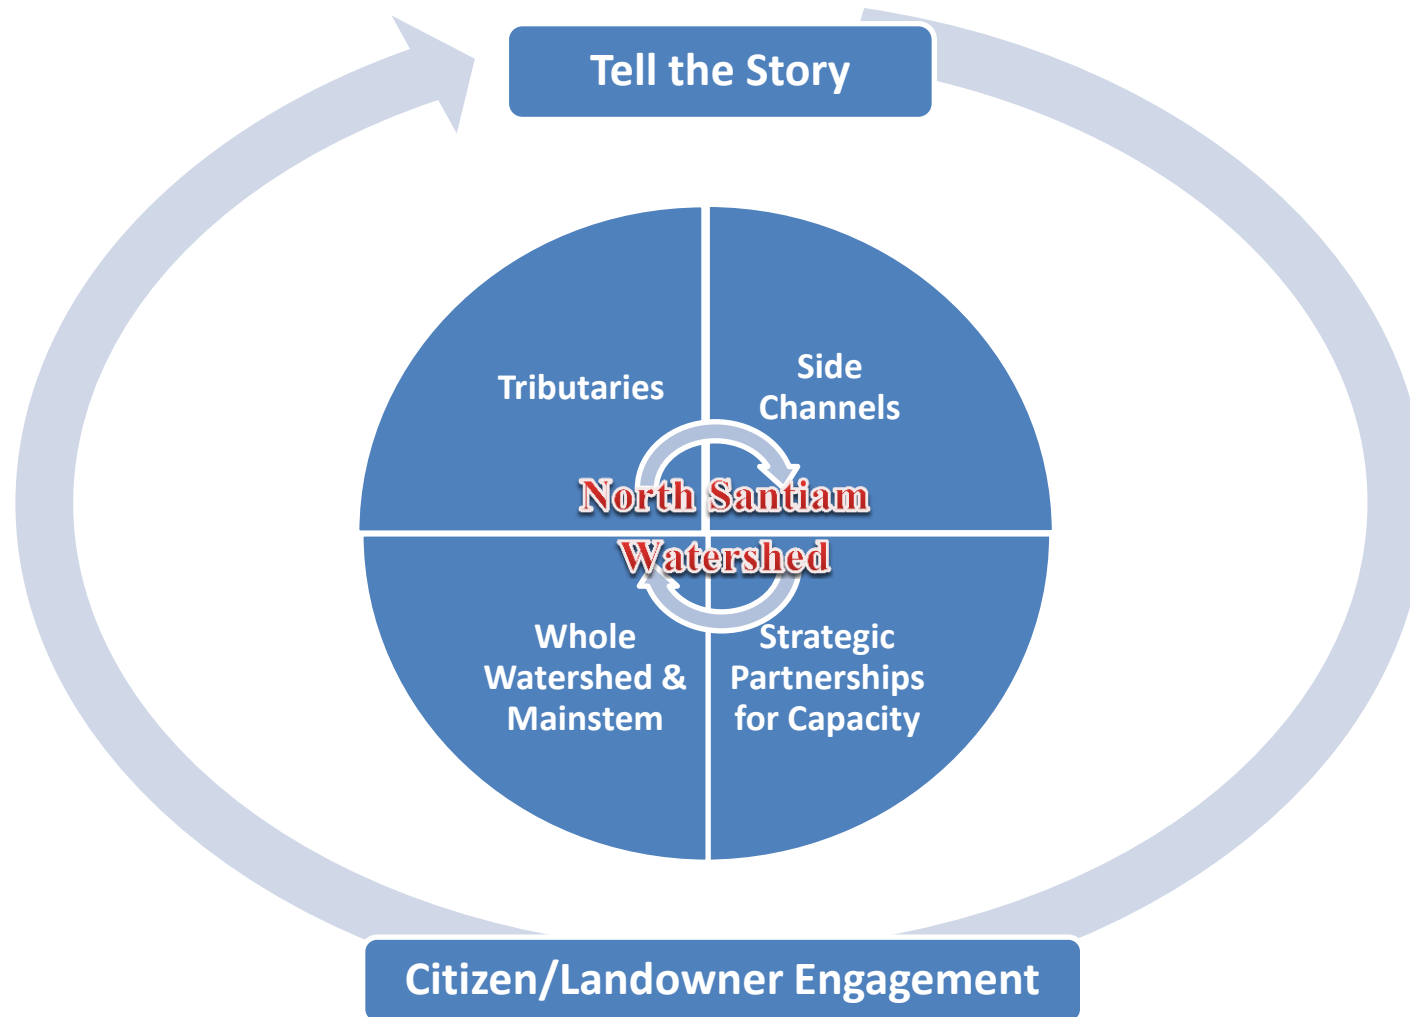 Tell the Story
Tributaries
Side
Channels
North Santiam
Watershed
Whole
Watershed &
Mainstem
Strategic
Partnerships
for Capacity
Citizen/Landowner Engagement